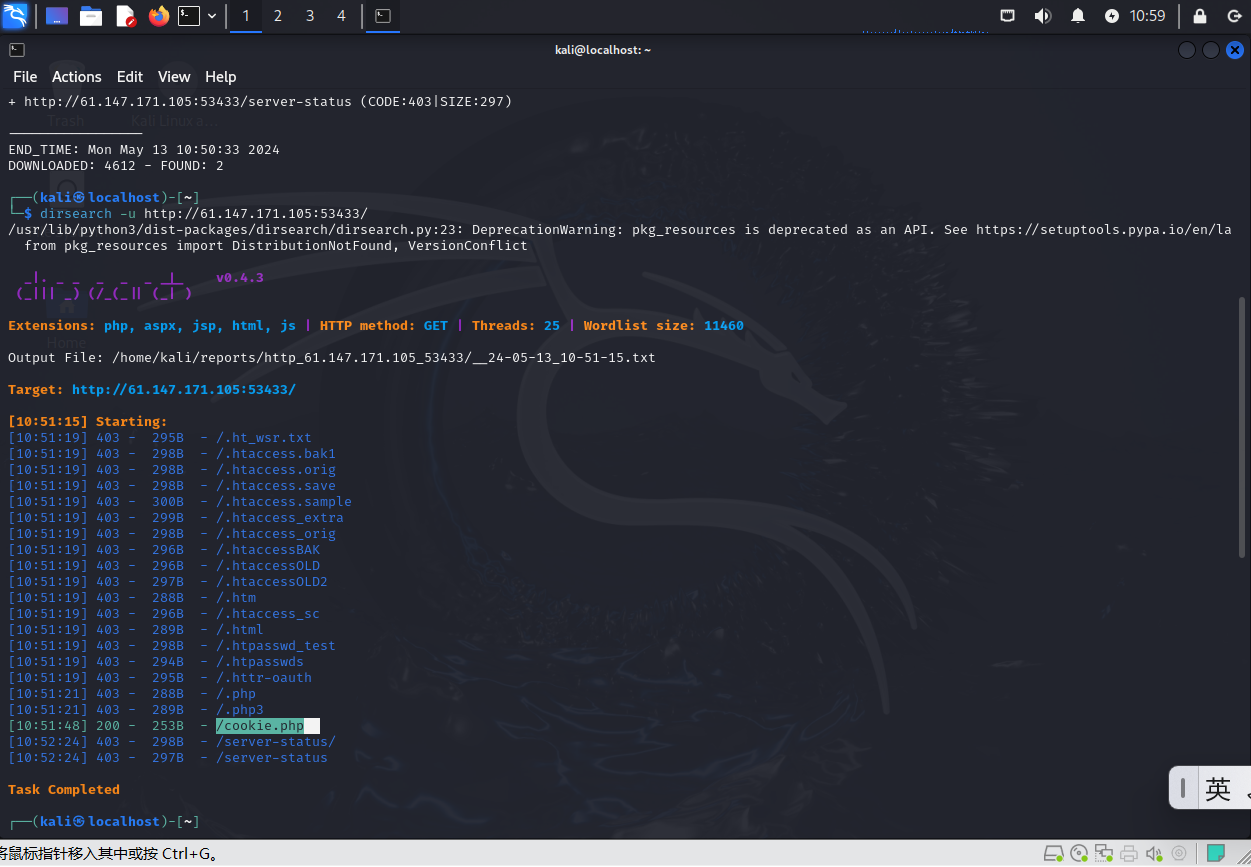 1 2 3 4 10:59
kali@localhost: ~
File Actions Edit View Help
+ http://61.147.171.105:53433/server-status (CODE:403|SIZE:297)
Trash Kali Linux a...
-----------------
END_TIME: Mon May 13 10:50:33 2024
DOWNLOADED: 4612 - FOUND: 2
┌──(kali㉿localhost)-[~]
└─$ dirsearch -u http://61.147.171.105:53433/
/usr/lib/python3/dist-packages/dirsearch/dirsearch.py:23: DeprecationWarning: pkg_resources is deprecated as an API. See https://setuptools.pypa.io/en/la
from pkg_resources import DistributionNotFound, VersionConflict
_|. _ _  _  _  _ _|_    v0.4.3
(_||| _) (/_(_|| (_| )
Extensions: php, aspx, jsp, html, js | HTTP method: GET | Threads: 25 | Wordlist size: 11460
Home
Output File: /home/kali/reports/http_61.147.171.105_53433/__24-05-13_10-51-15.txt
Target: http://61.147.171.105:53433/
[10:51:15] Starting:
[10:51:19] 403 - 295B - /.ht_wsr.txt
[10:51:19] 403 - 298B - /.htaccess.bak1
[10:51:19] 403 - 298B - /.htaccess.orig
[10:51:19] 403 - 298B - /.htaccess.save
[10:51:19] 403 - 300B - /.htaccess.sample
[10:51:19] 403 - 299B - /.htaccess_extra
[10:51:19] 403 - 298B - /.htaccess_orig
[10:51:19] 403 - 296B - /.htaccessBAK
[10:51:19] 403 - 296B - /.htaccessOLD
[10:51:19] 403 - 297B - /.htaccessOLD2
[10:51:19] 403 - 288B - /.htm
[10:51:19] 403 - 296B - /.htaccess_sc
[10:51:19] 403 - 289B - /.html
[10:51:19] 403 - 298B - /.htpasswd_test
[10:51:19] 403 - 294B - /.htpasswds
[10:51:19] 403 - 295B - /.httr-oauth
[10:51:21] 403 - 288B - /.php
[10:51:21] 403 - 289B - /.php3
[10:51:48] 200 - 253B - /cookie.php
[10:52:24] 403 - 298B - /server-status/
[10:52:24] 403 - 297B - /server-status
Task Completed
英
┌──(kali㉿localhost)-[~]
将鼠标指针移入其中或按 Ctrl+G。